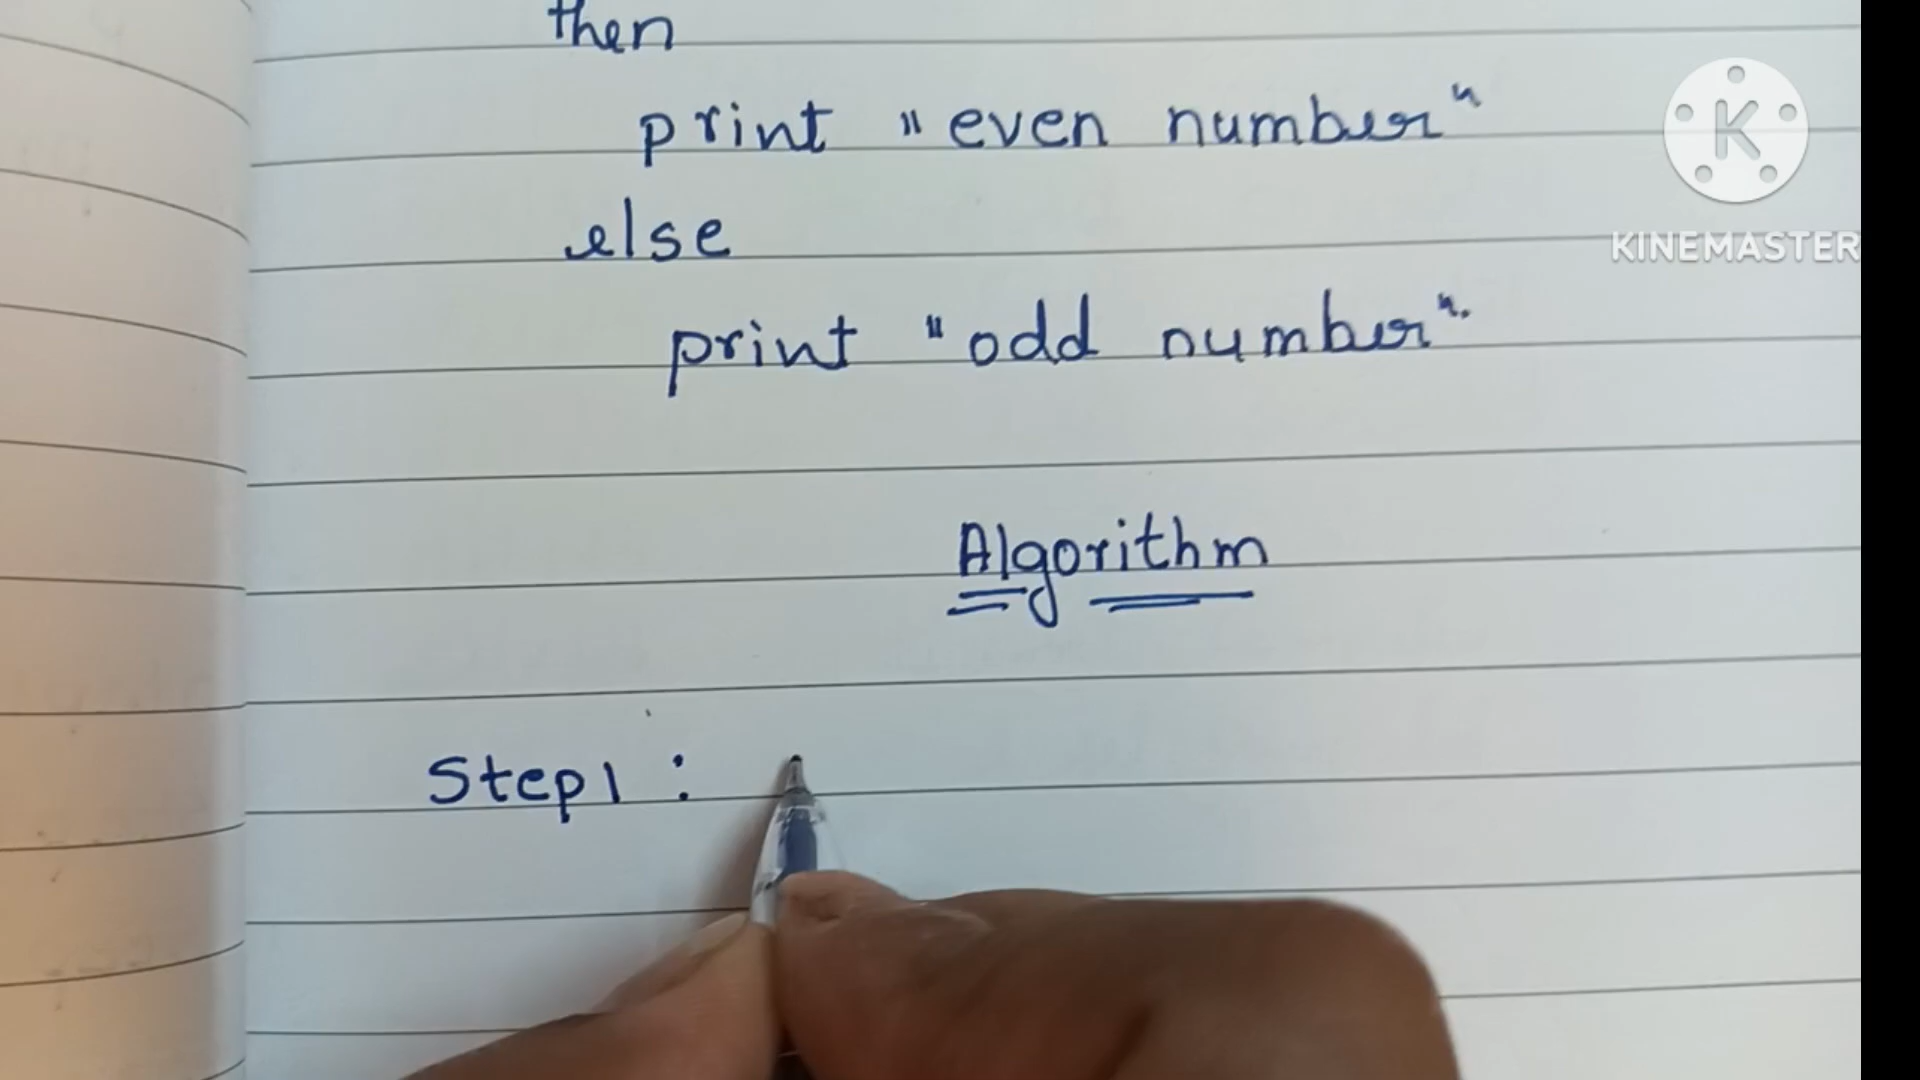 then
print "even number"
else
print "odd number".
Algorithm
Step1 :
KINEMASTER